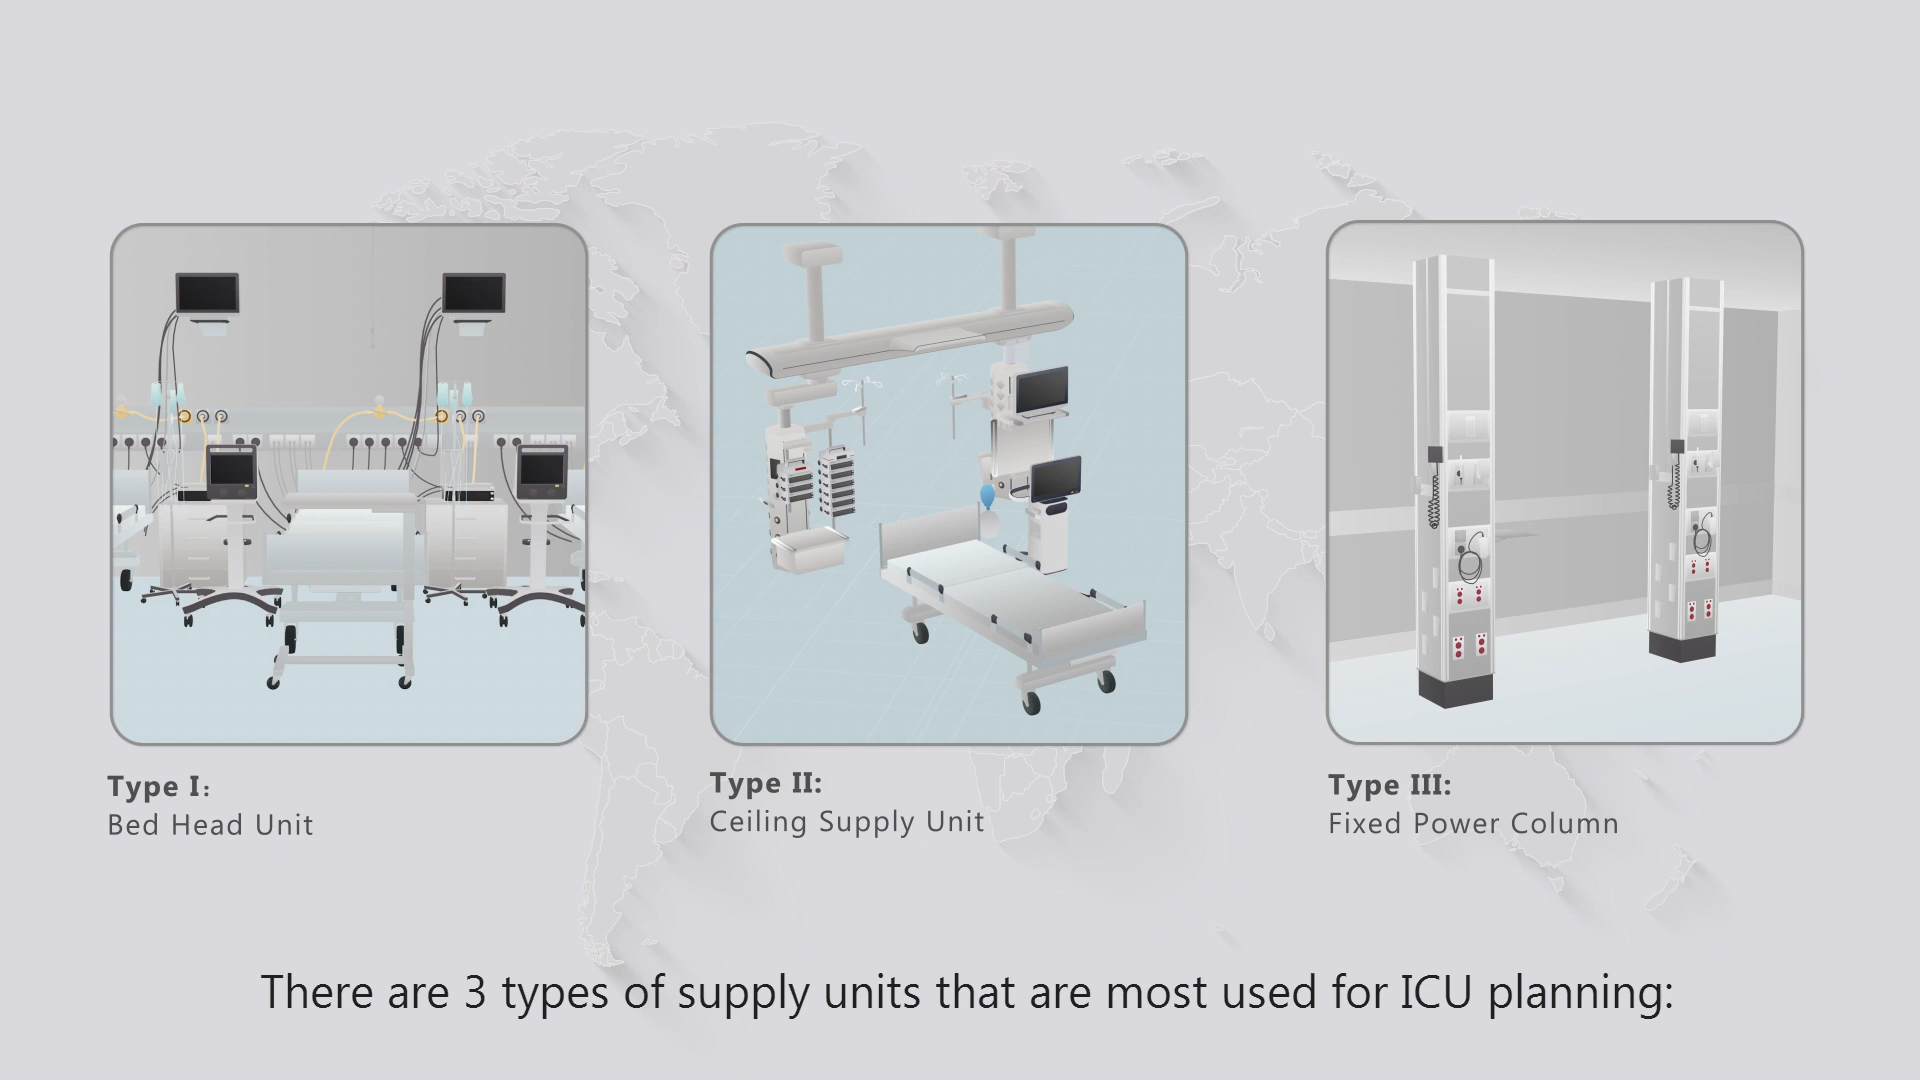 Type I:
Bed Head Unit
Type II:
Ceiling Supply Unit
Type III:
Fixed Power Column
There are 3 types of supply units that are most used for ICU planning: